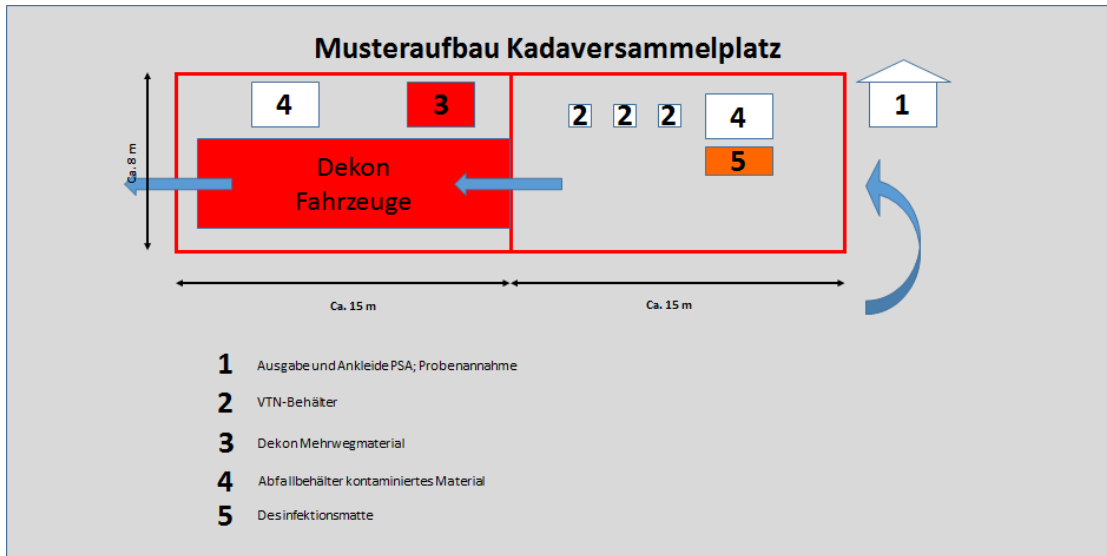 Musteraufbau Kadaversammelplatz
4
3
2
2
2
4
1
5
Ca. 8 m
Dekon
Fahrzeuge
Ca. 15 m
Ca. 15 m
1 Ausgabe und Ankleide PSA; Probenannahme
2 VTN-Behälter
3 Dekon Mehrwegmaterial
4 Abfallbehälter kontaminiertes Material
5 Desinfektionsmatte